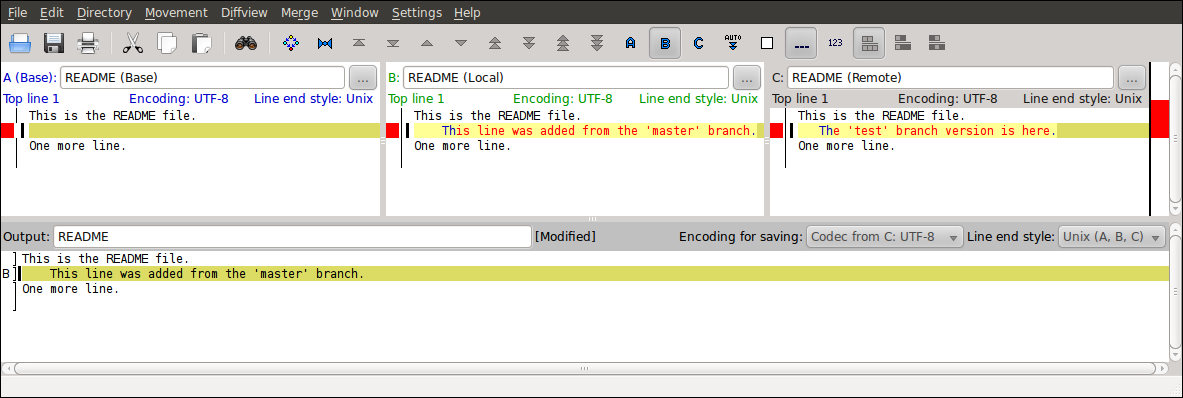 File Edit Directory Movement Diffview Merge Window Settings Help
A B C AUTO ... 123
A (Base): README (Base) ... B: README (Local) ... C: README (Remote) ...
Top line 1 Encoding: UTF-8 Line end style: Unix Top line 1 Encoding: UTF-8 Line end style: Unix Top line 1 Encoding: UTF-8 Line end style: Unix
This is the README file. This is the README file. This is the README file.
This line was added from the 'master' branch. The 'test' branch version is here.
One more line. One more line. One more line.
Output: README [Modified] Encoding for saving: Codec from C: UTF-8 Line end style: Unix (A, B, C)
This is the README file.
B This line was added from the 'master' branch.
One more line.